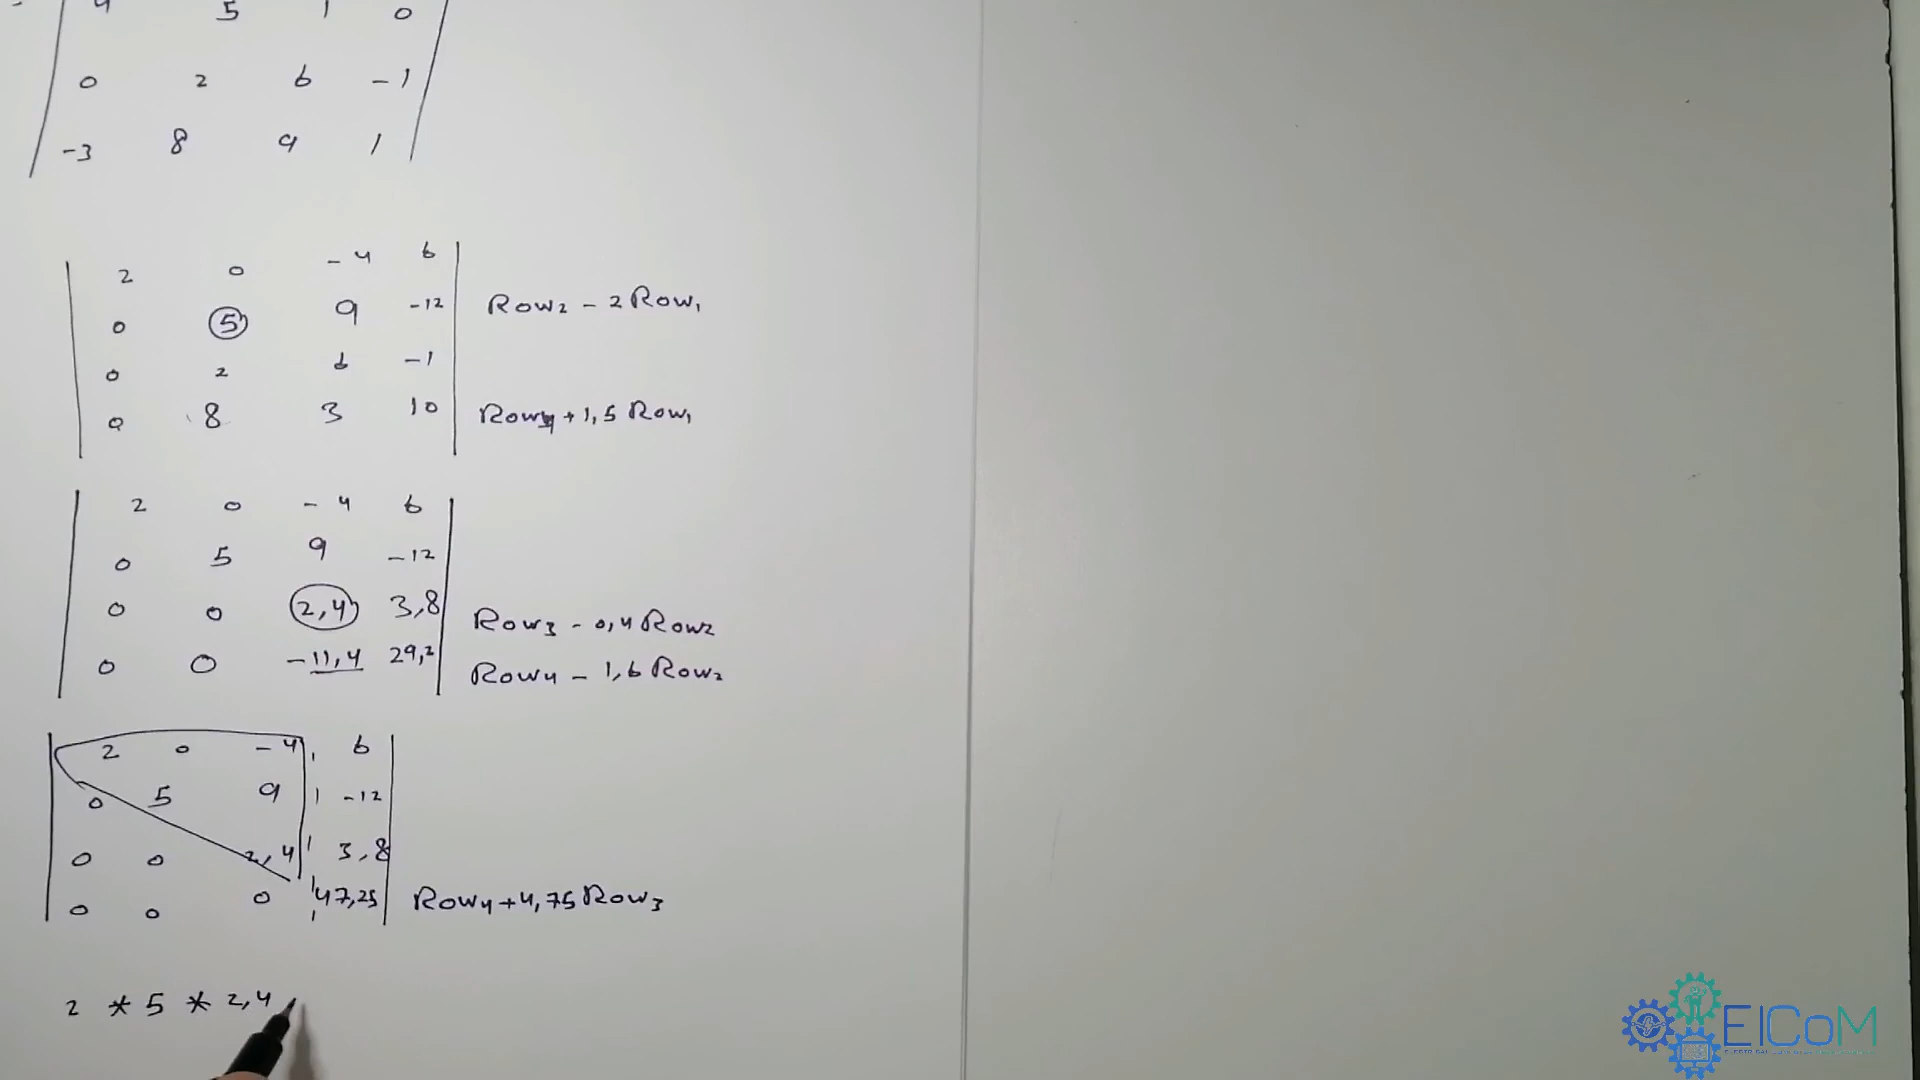 4 5 1 0
0 2 6 -1
-3 8 9 1
2 0 -4 6
0 5 9 -12 Row2 - 2 Row1
0 2 6 -1
0 8 3 10 Row4 + 1,5 Row1
2 0 -4 6
0 5 9 -12
0 0 2,4 3,8 Row3 - 0,4 Row2
0 0 -11,4 29,2 Row4 - 1,6 Row2
2 0 -4 6
0 5 9 -12
0 0 2,4 3,8
0 0 0 47,25 Row4 + 4,75 Row3
2 * 5 * 2,4
EICoM